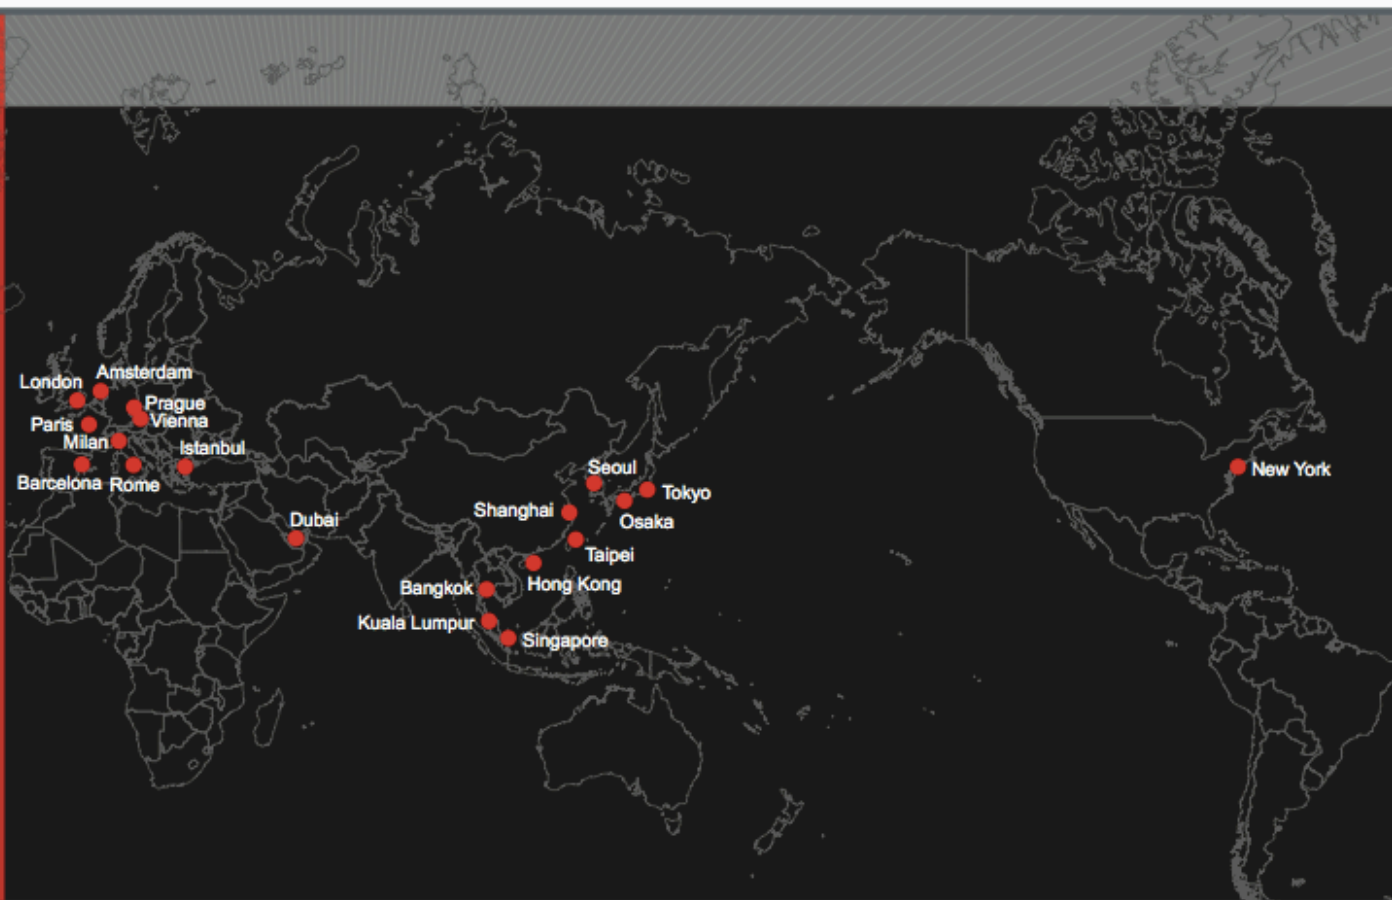 Amsterdam
London
Prague
Vienna
Paris
Milan
Istanbul
Barcelona
Rome
Seoul
Tokyo
Shanghai
Osaka
Dubai
Taipei
Hong Kong
Bangkok
Kuala Lumpur
Singapore
New York